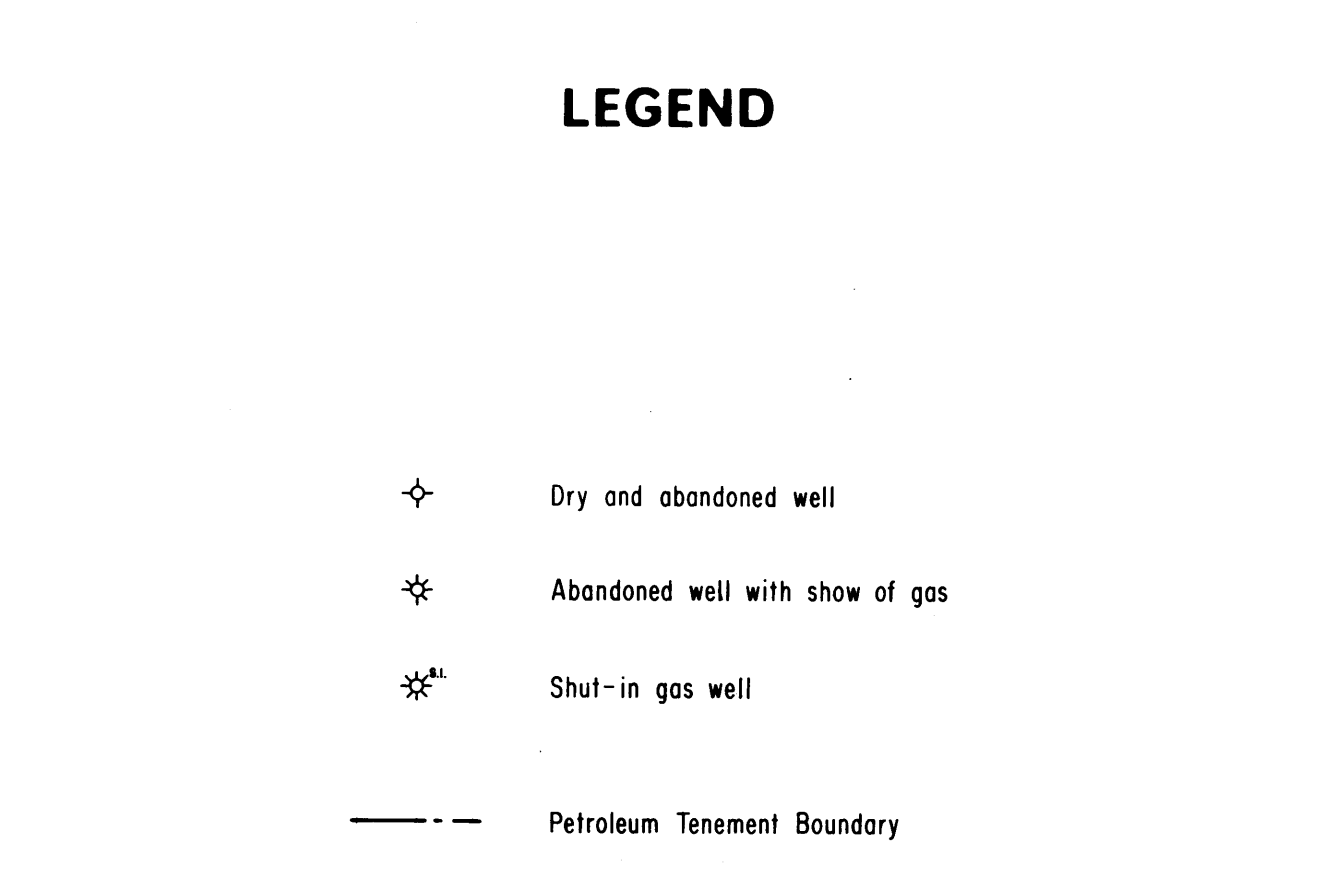 LEGEND
Dry and abandoned well
Abandoned well with show of gas
S.I.
Shut-in gas well
Petroleum Tenement Boundary